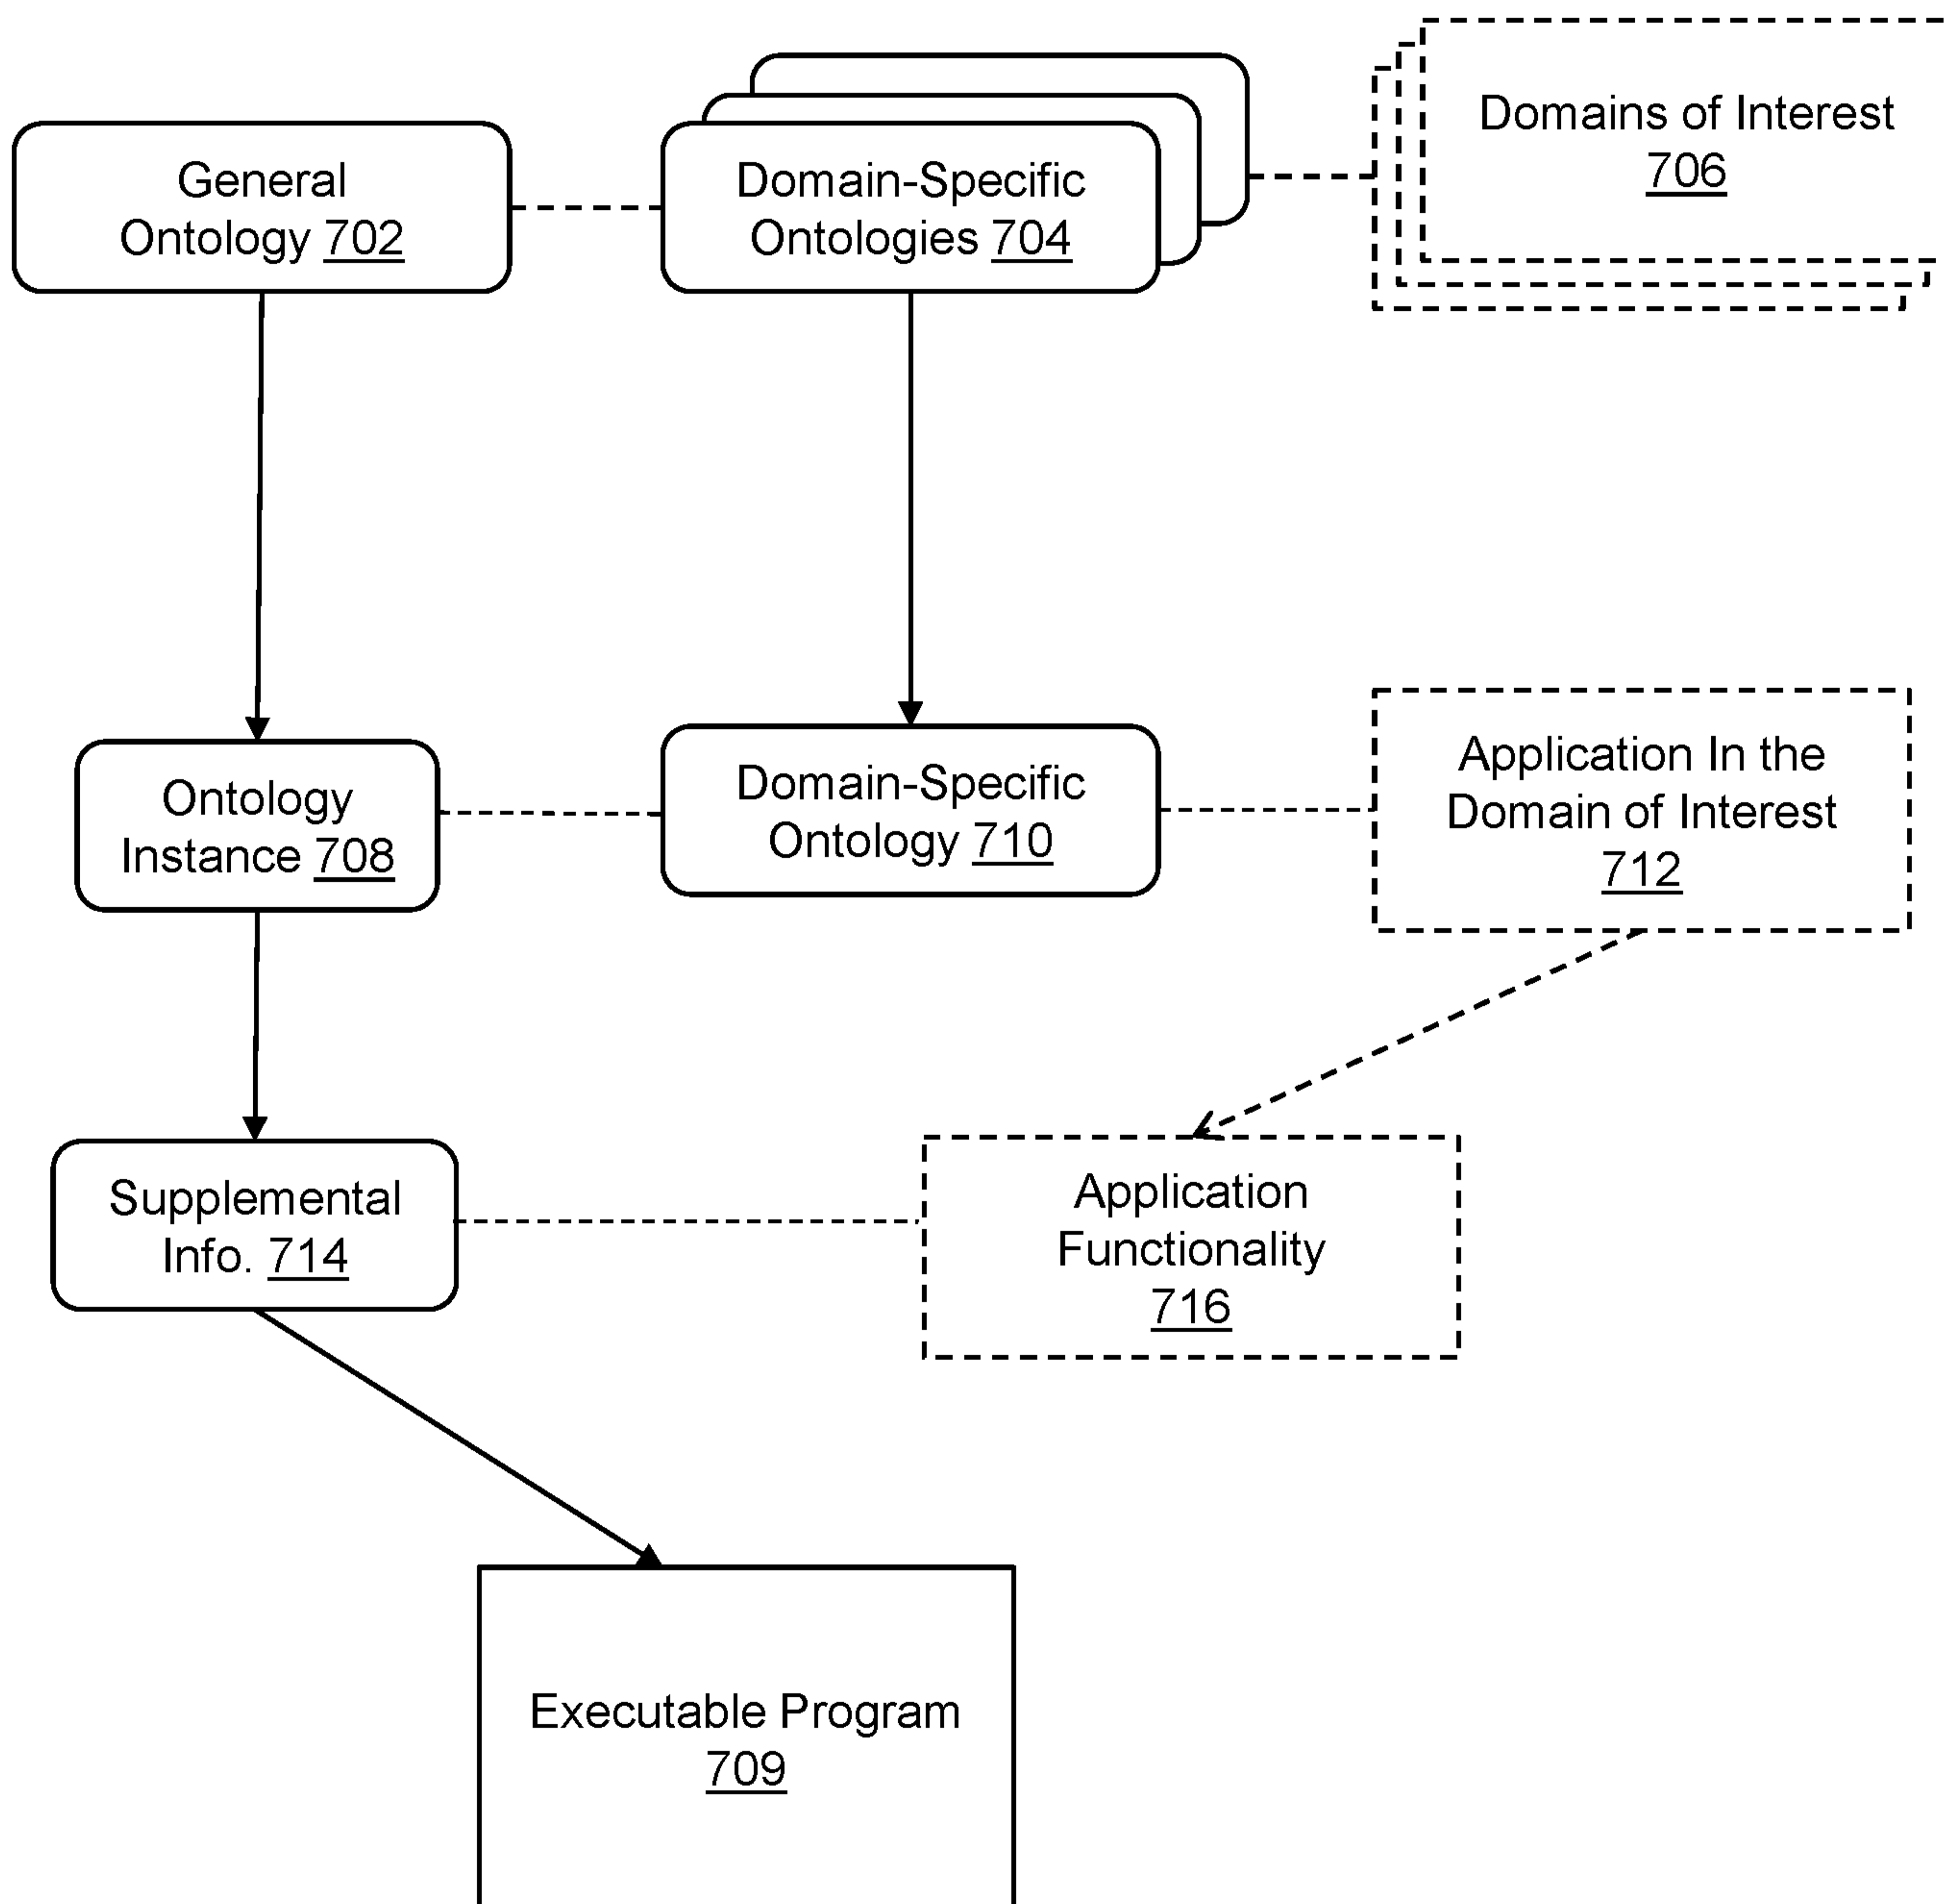 General
Ontology 702
Domain-Specific
Ontologies 704
Domains of Interest
706
Ontology
Instance 708
Domain-Specific
Ontology 710
Application In the
Domain of Interest
712
Supplemental
Info. 714
Application
Functionality
716
Executable Program
709